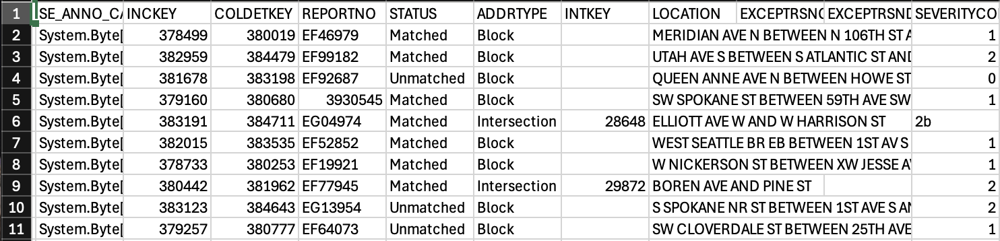 1 SE_ANNO_CA INCKEY COLDETKEY REPORTNO STATUS ADDRTYPE INTKEY LOCATION EXCEPTRSNC EXCEPTRSND SEVERITYCO
2 System.Byte[ 378499 380019 EF46979 Matched Block MERIDIAN AVE N BETWEEN N 106TH ST A 1
3 System.Byte[ 382959 384479 EF99182 Matched Block UTAH AVE S BETWEEN S ATLANTIC ST AND 2
4 System.Byte[ 381678 383198 EF92687 Unmatched Block QUEEN ANNE AVE N BETWEEN HOWE ST 0
5 System.Byte[ 379160 380680 3930545 Matched Block SW SPOKANE ST BETWEEN 59TH AVE SW 1
6 System.Byte[ 383191 384711 EG04974 Matched Intersection 28648 ELLIOTT AVE W AND W HARRISON ST 2b
7 System.Byte[ 382015 383535 EF52852 Matched Block WEST SEATTLE BR EB BETWEEN 1ST AV S 1
8 System.Byte[ 378733 380253 EF19921 Matched Block W NICKERSON ST BETWEEN XW JESSE AV 1
9 System.Byte[ 380442 381962 EF77945 Matched Intersection 29872 BOREN AVE AND PINE ST 2
10 System.Byte[ 383123 384643 EG13954 Unmatched Block S SPOKANE NR ST BETWEEN 1ST AVE S AN 2
11 System.Byte[ 379257 380777 EF64073 Unmatched Block SW CLOVERDALE ST BETWEEN 25TH AVE 1